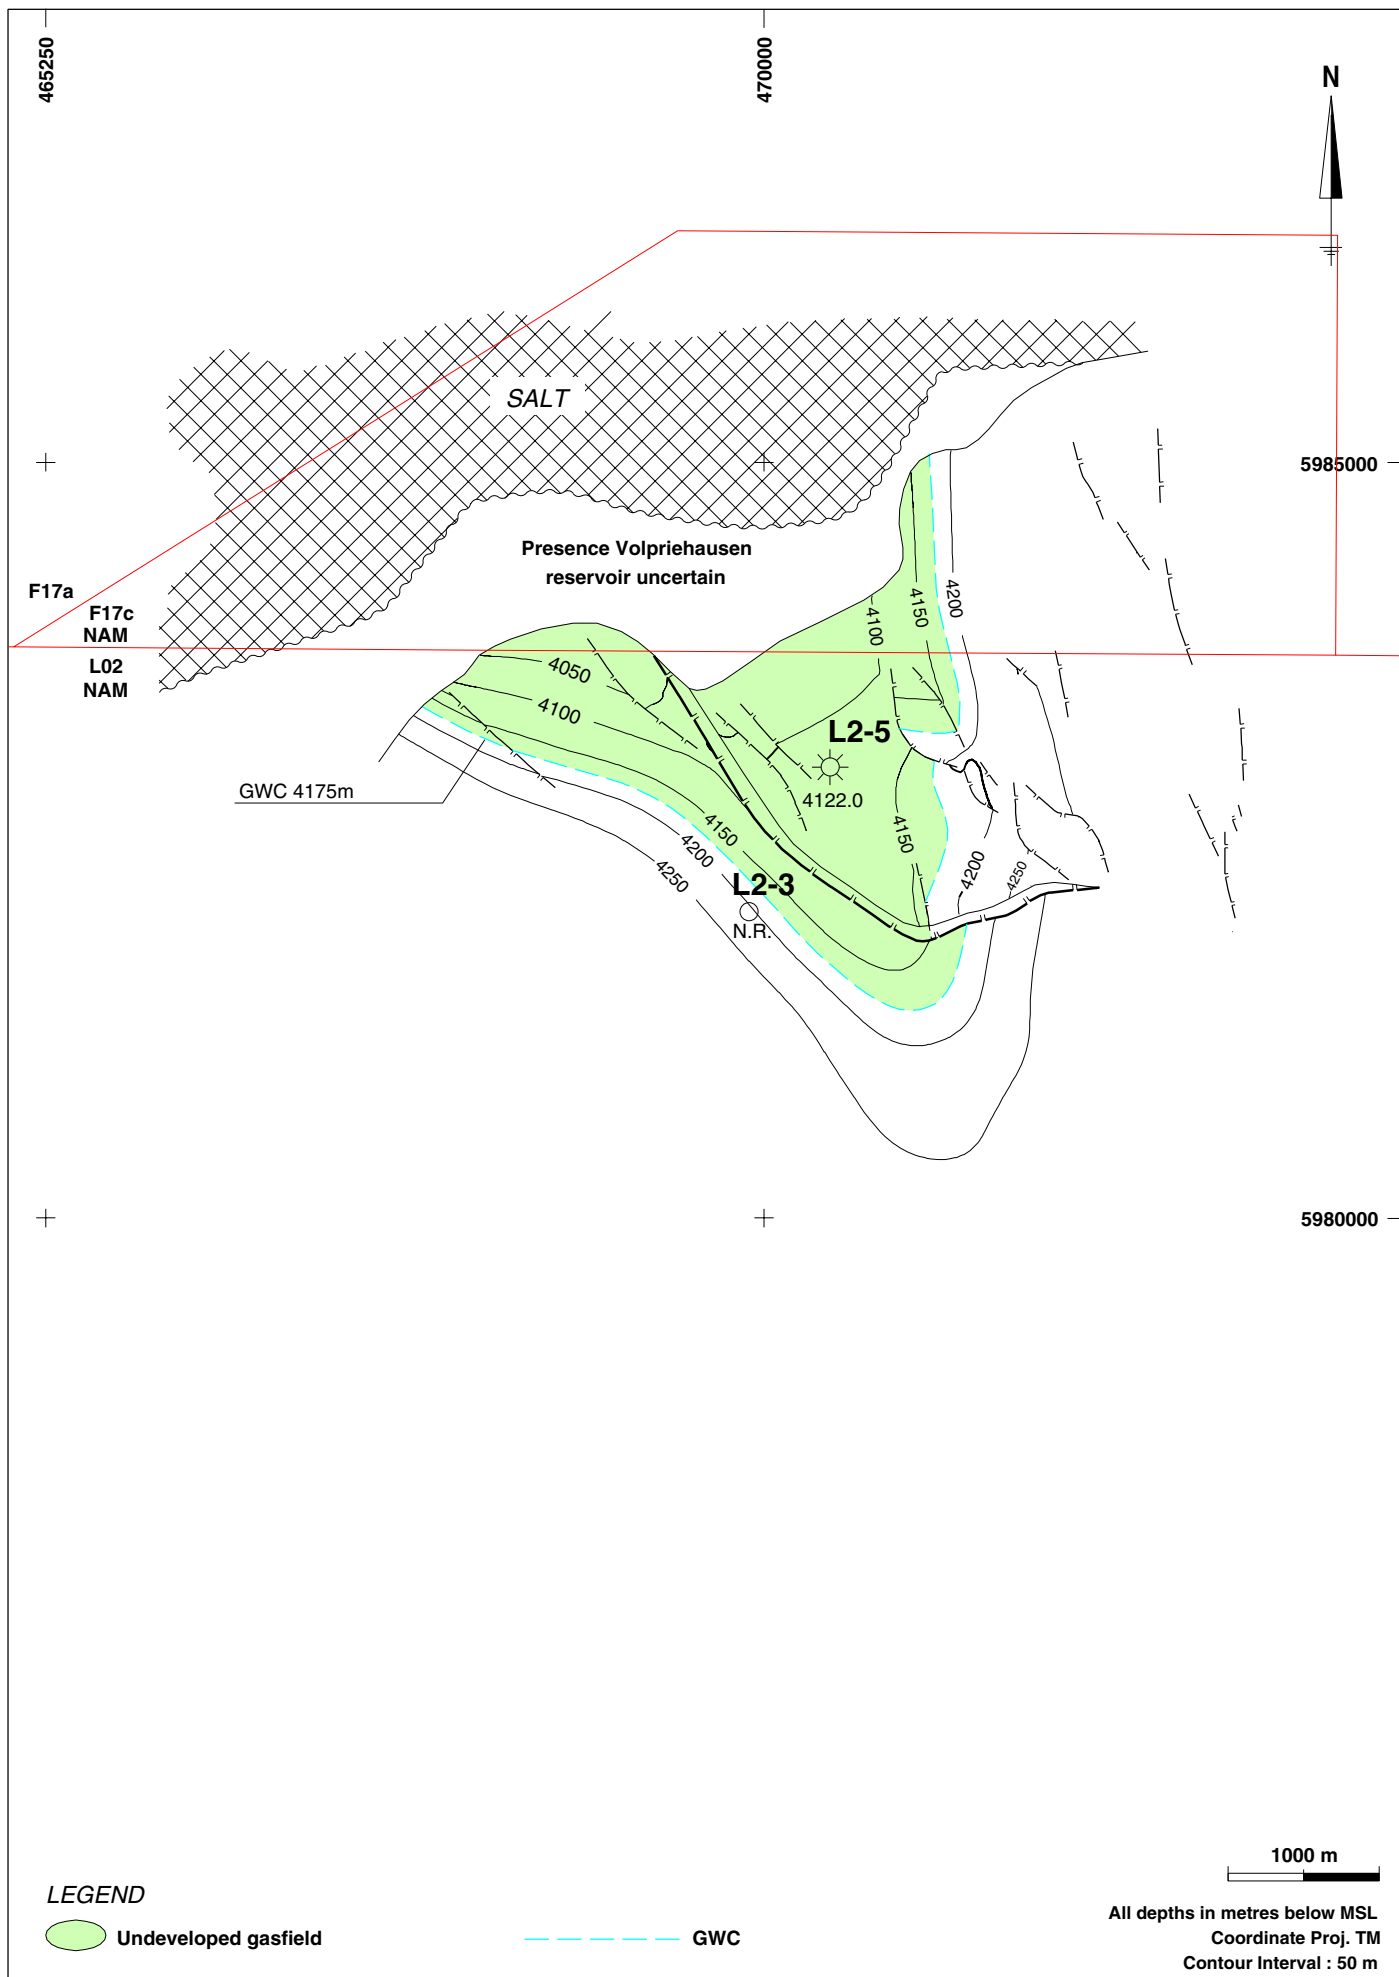 465250
470000
N
SALT
5985000
Presence Volpriehausen
reservoir uncertain
F17a
F17c
NAM
L02
NAM
4200
4150
4100
4050
4100
L2-5
4122.0
GWC 4175m
4150
4200
4250
4150
4200
4250
L2-3
N.R.
5980000
1000 m
LEGEND
Undeveloped gasfield
GWC
All depths in metres below MSL
Coordinate Proj. TM
Contour Interval : 50 m